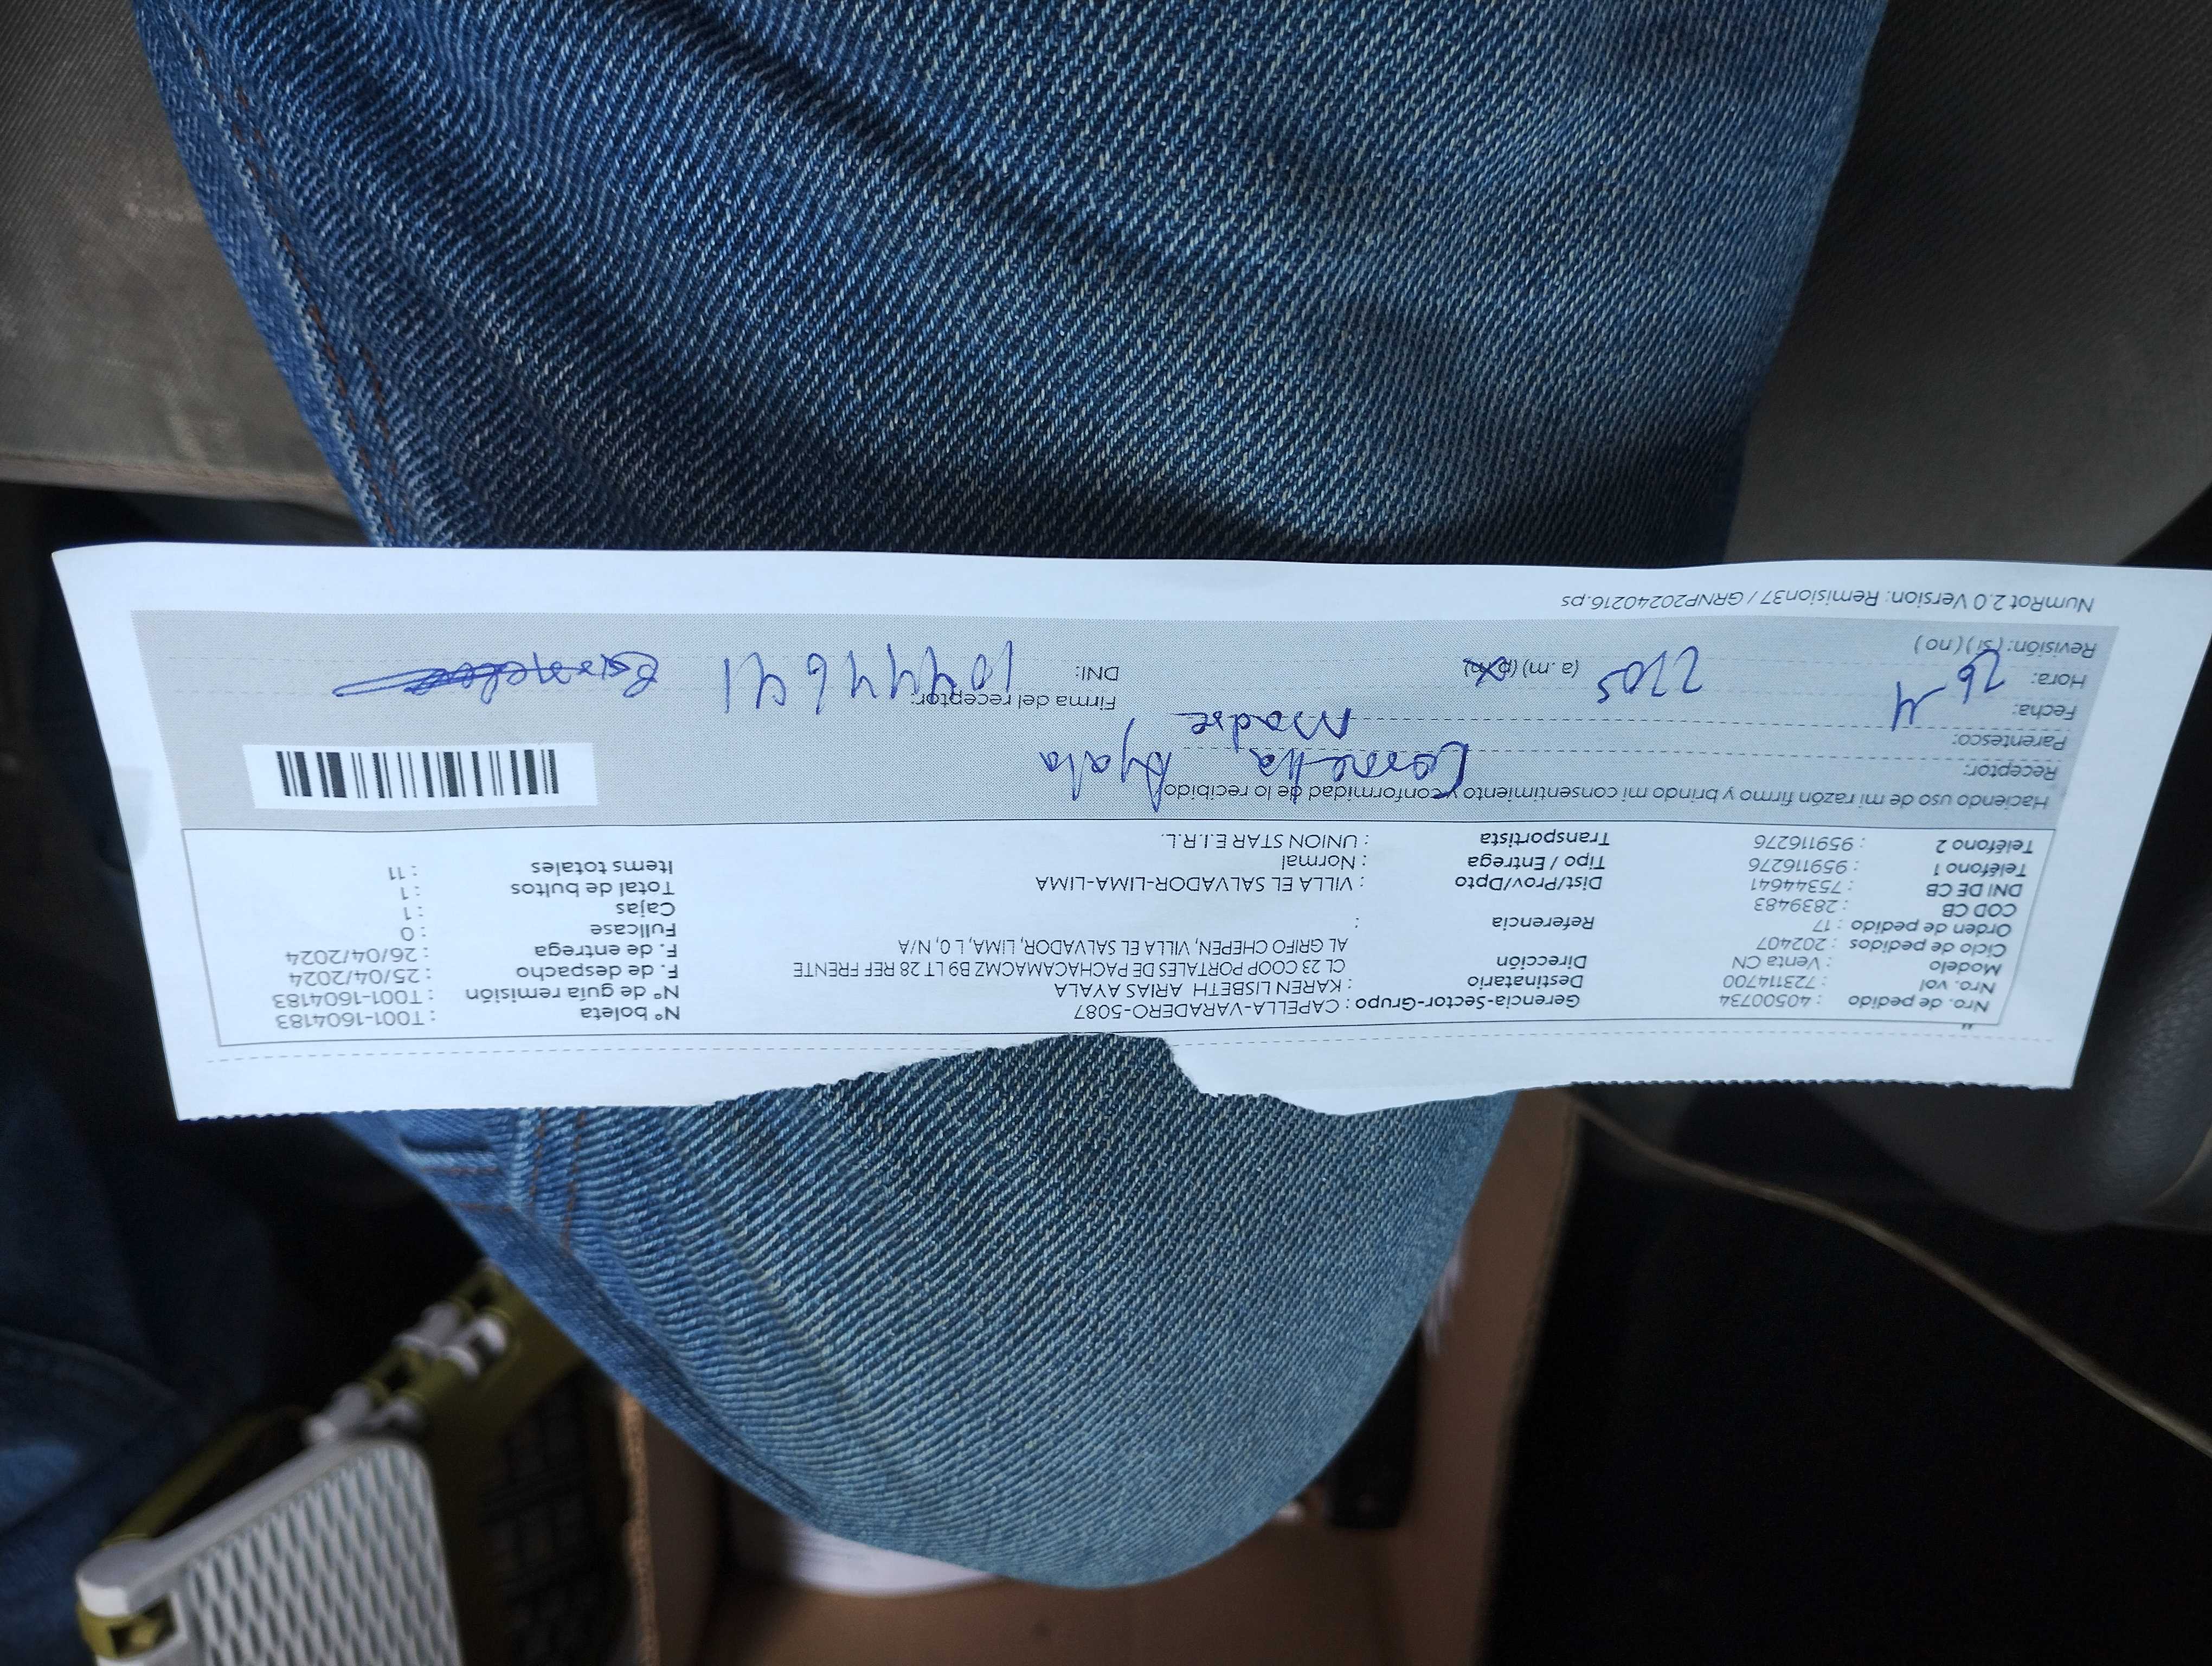 Nro. de pedido : 40500734 Gerencia-Sector-Grupo : CAPELLA-VARADERO-5087 N° boleta : T001-1604183
Nro. vol : 723114700 Destinatario : KAREN LISBETH ARIAS AYALA N° de guía remisión : T001-1604183
Modelo : Venta CN Dirección CL 23 COOP PORTALES DE PACHACAMACMZ B9 LT 28 REF FRENTE F. de despacho : 25/04/2024
Ciclo de pedidos : 202407 AL GRIFO CHEPEN, VILLA EL SALVADOR, LIMA, L 0, N/A F. de entrega : 26/04/2024
Orden de pedido : 17 Referencia : Fullcase : 0
COD CB : 2839483 Cajas : 1
DNI DE CB : 75344641 Dist/Prov/Dpto : VILLA EL SALVADOR-LIMA-LIMA Total de bultos : 1
Teléfono 1 : 959116276 Tipo / Entrega : Normal Items totales : 11
Teléfono 2 : 959116276 Transportista : UNION STAR E.I.R.L.
Haciendo uso de mi razón firmo y brindo mi consentimiento y conformidad de lo recibido
Receptor: Ayala
Parentesco: Madre
Fecha: 26 4 Firma del receptor:
Hora: 2705 (a .m) (p.m) DNI: 10444641
Revisión: (si) (no)
NumRot 2.0 Version: Remision37 / GRNP20240216.ps